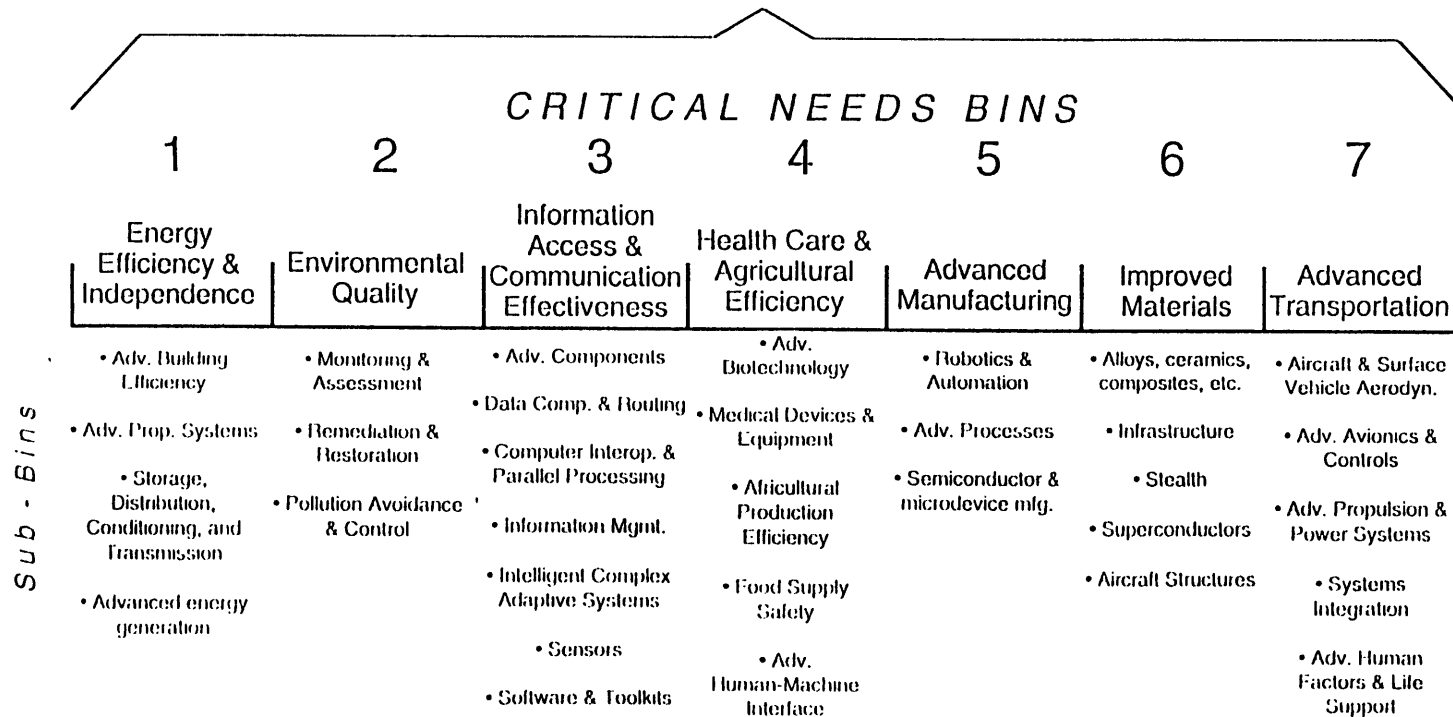 CRITICAL NEEDS BINS
1 2 3 4 5 6 7
Energy
Efficiency &
Independence
Environmental
Quality
Information
Access &
Communication
Effectiveness
Health Care &
Agricultural
Efficiency
Advanced
Manufacturing
Improved
Materials
Advanced
Transportation
Sub - Bins
• Adv. Building
Efficiency
• Adv. Prop. Systems
• Storage,
Distribution,
Conditioning, and
Transmission
• Advanced energy
generation
• Monitoring &
Assessment
• Remediation &
Restoration
• Pollution Avoidance
& Control
• Adv. Components
• Data Comp. & Routing
• Computer Interop. &
Parallel Processing
• Information Mgmt.
• Intelligent Complex
Adaptive Systems
• Sensors
• Software & Toolkits
• Adv.
Biotechnology
• Medical Devices &
Equipment
• Africultural
Production
Efficiency
• Food Supply
Safety
• Adv.
Human-Machine
Interface
• Robotics &
Automation
• Adv. Processes
• Semiconductor &
microdevice mfg.
• Alloys, ceramics,
composites, etc.
• Infrastructure
• Stealth
• Superconductors
• Aircraft Structures
• Aircraft & Surface
Vehicle Aerodyn.
• Adv. Avionics &
Controls
• Adv. Propulsion &
Power Systems
• Systems
Integration
• Adv. Human
Factors & Life
Support